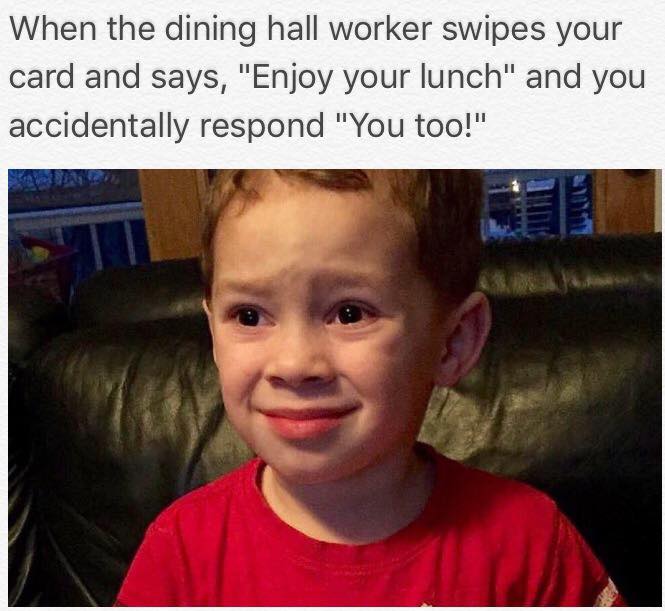 When the dining hall worker swipes your
card and says, "Enjoy your lunch" and you
accidentally respond "You too!"